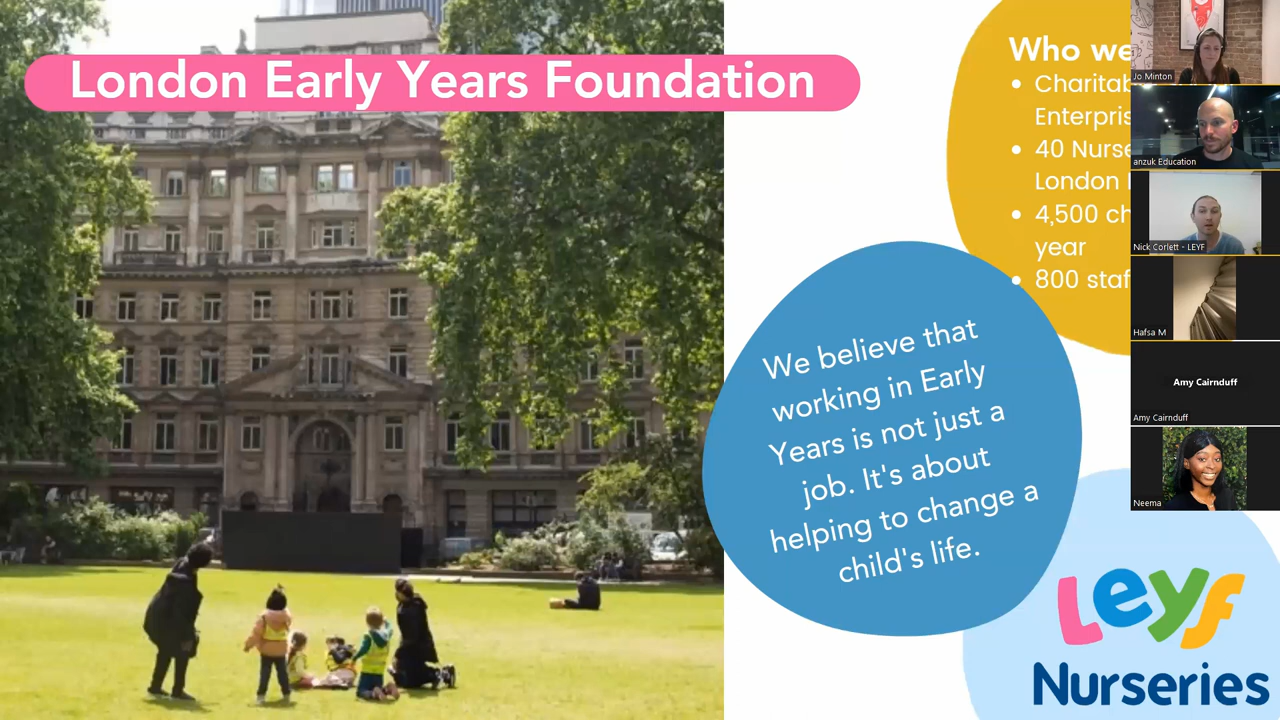 London Early Years Foundation
Who we
Charitab
Enterpris
40 Nurse
London
4,500 ch
year
800 staf
We believe that
working in Early
Years is not just a
job. It's about
helping to change a
child's life.
Leyf
Nurseries
Jo Minton
anzuk Education
Nick Corlett - LEYF
Hafsa M
Amy Cairnduff
Amy Cairnduff
Neema